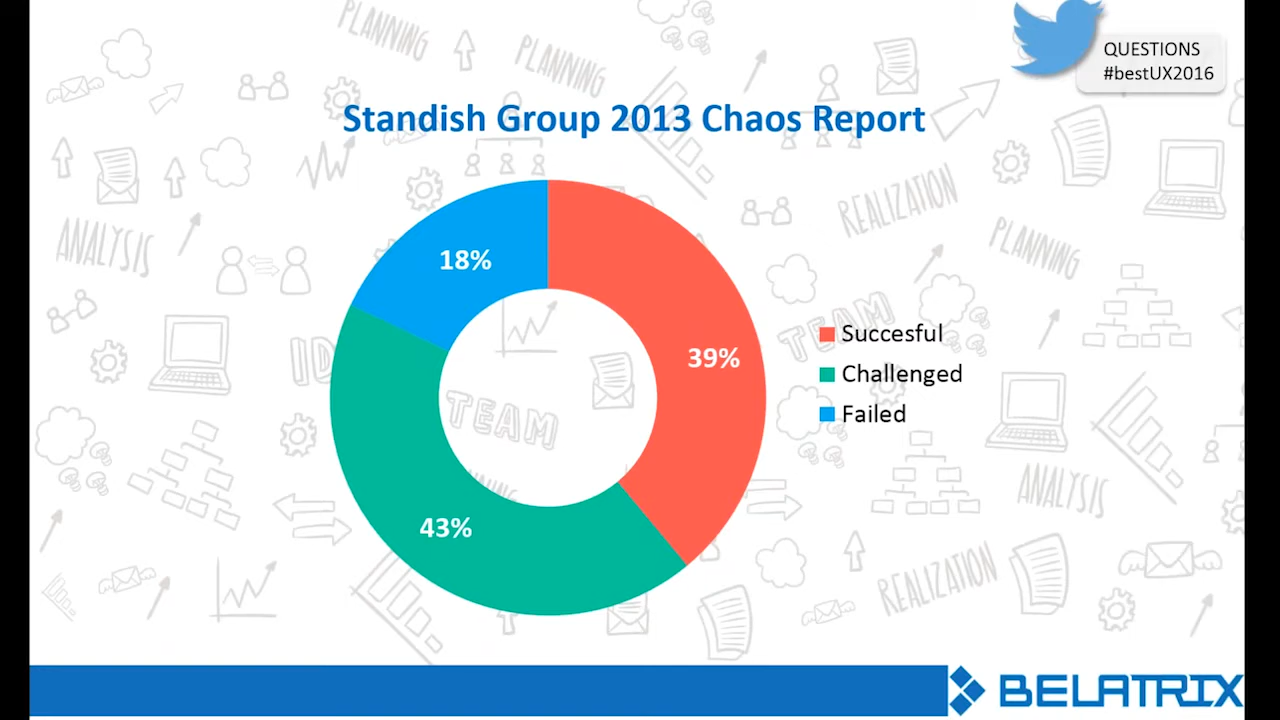 PLANNING
PLANNING
QUESTIONS
#bestUX2016
Standish Group 2013 Chaos Report
REALIZATION
ANALYSIS
PLANNING
18%
TEAM
ID
Succesful
39%
Challenged
TEAM
Failed
ANALYSIS
43%
REALIZATION
BELATRIX